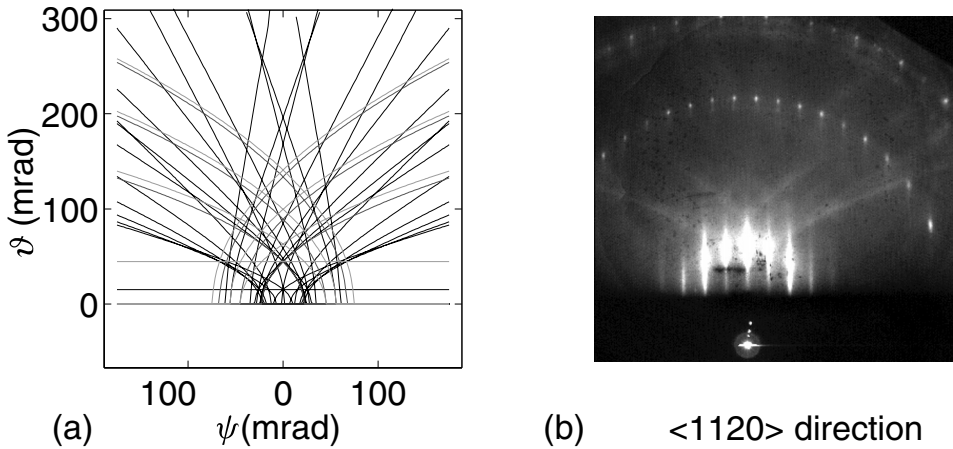 300
200
100
0
100 0 100
ϑ (mrad)
ψ(mrad)
(a)
(b) <1120> direction